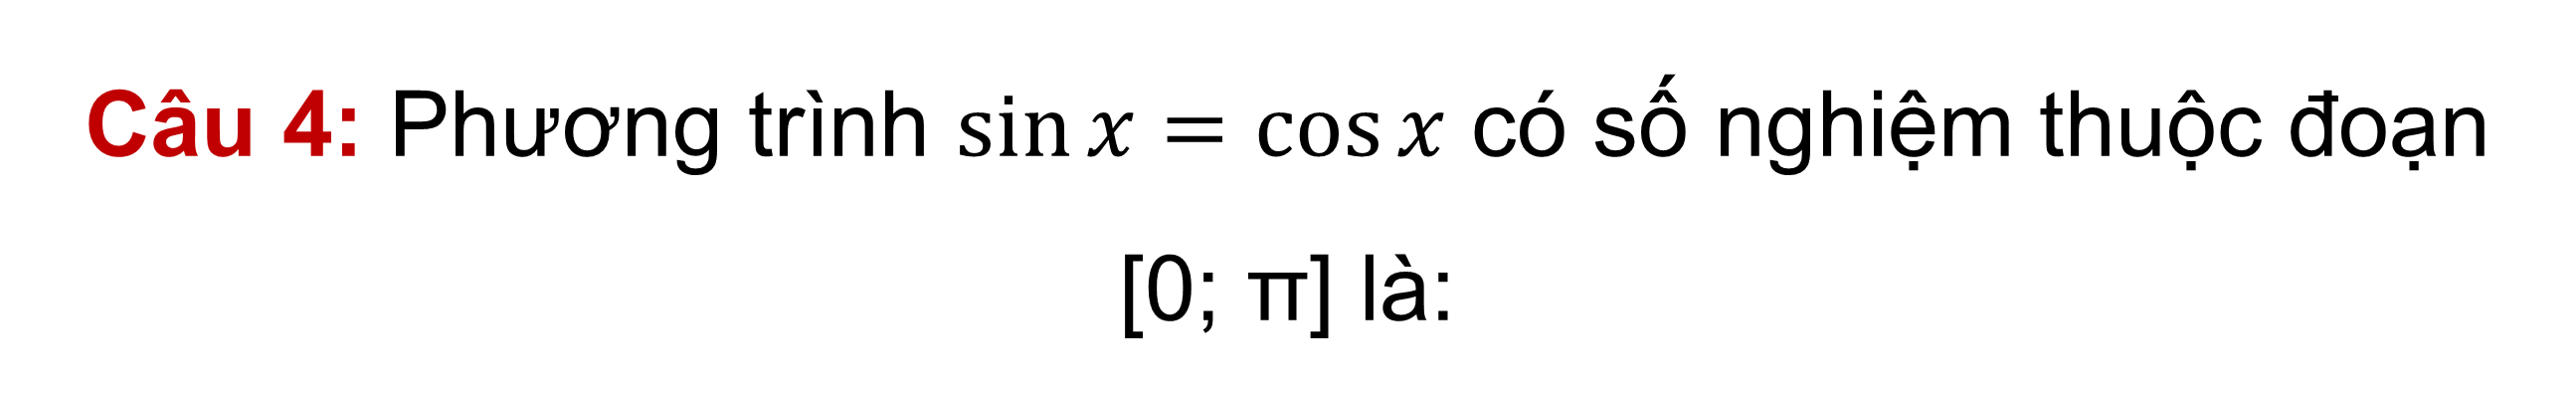 Câu 4: Phương trình sin x = cos x có số nghiệm thuộc đoạn
[0; π] là: